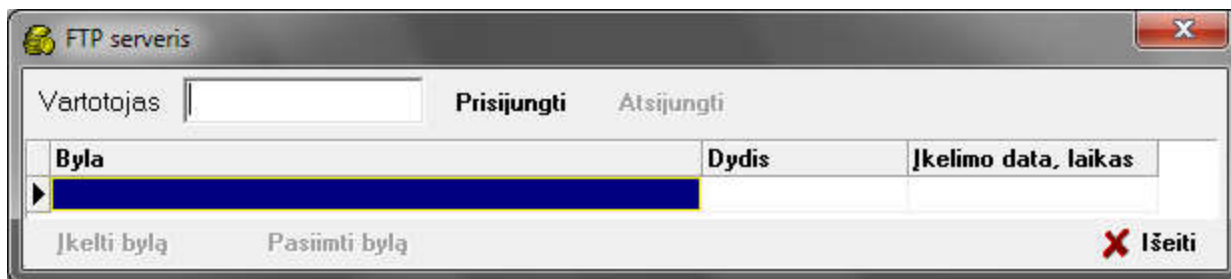 FTP serveris
Vartotojas Prisijungti Atsijungti
Byla Dydis Įkelimo data, laikas
Įkelti bylą Pasiimti bylą Išeiti